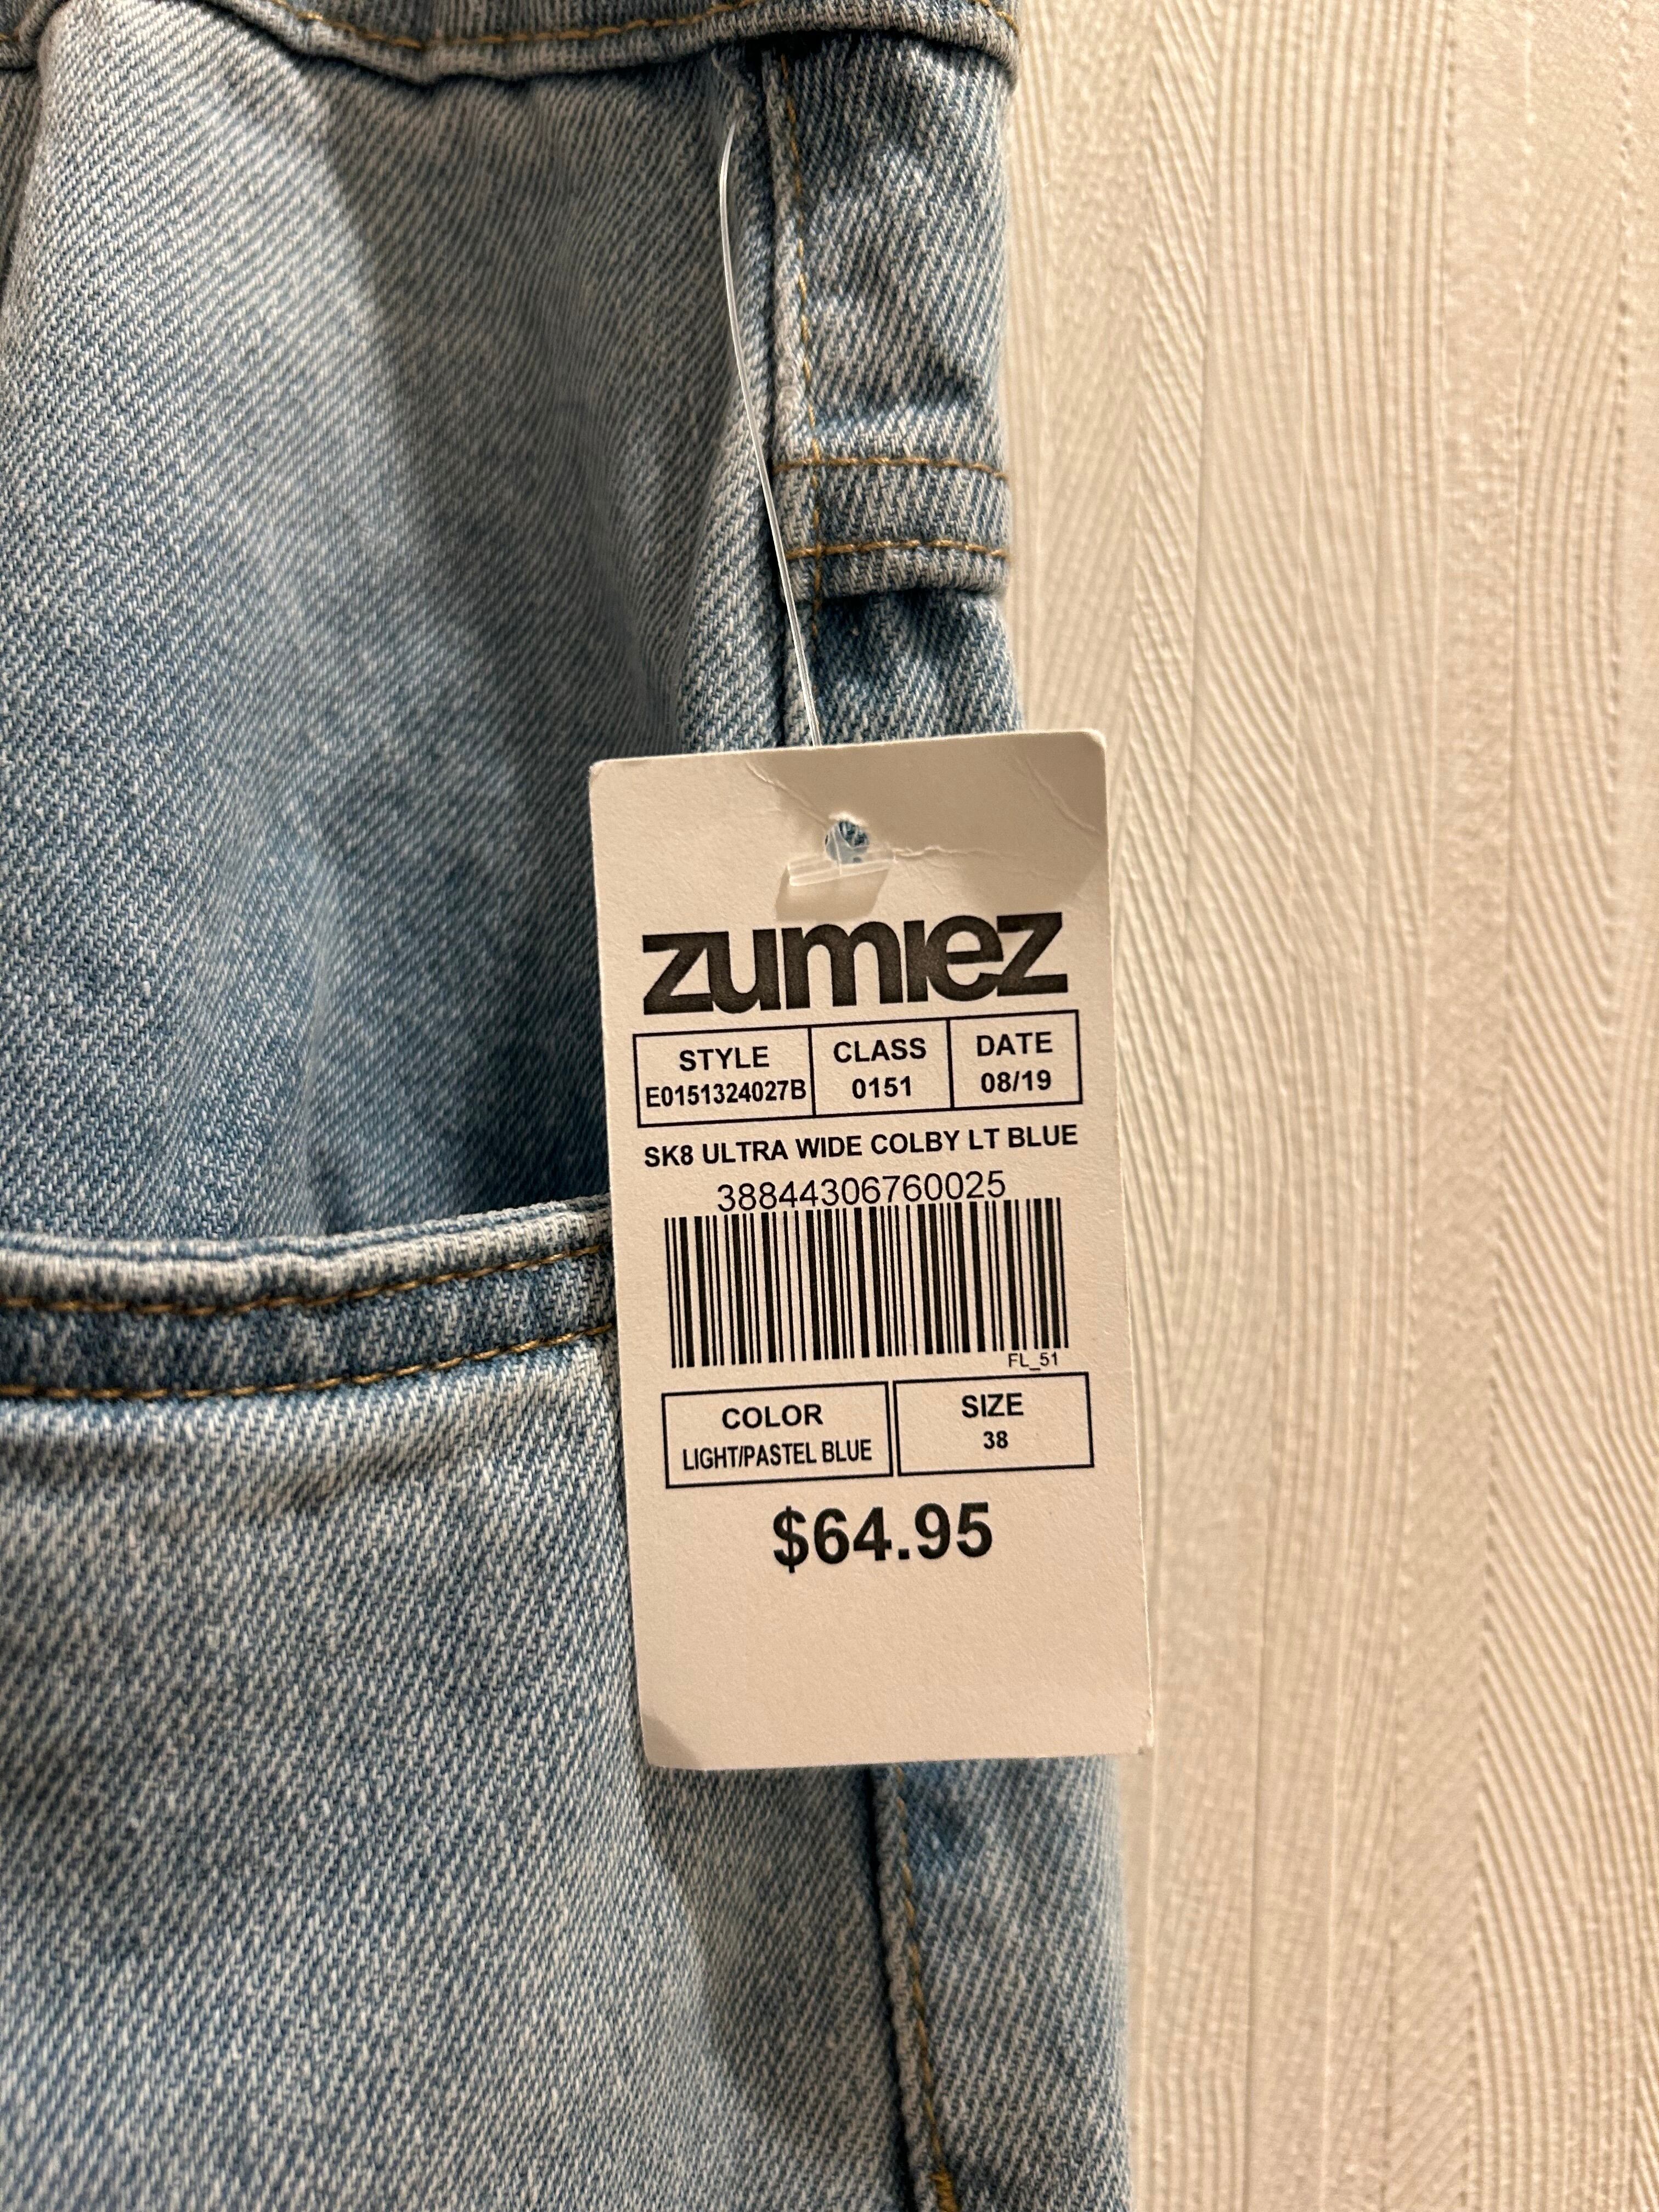 zumiez
STYLE CLASS DATE
E0151324027B 0151 08/19
SK8 ULTRA WIDE COLBY LT BLUE
38844306760025
FL_51
COLOR SIZE
LIGHT/PASTEL BLUE 38
$64.95